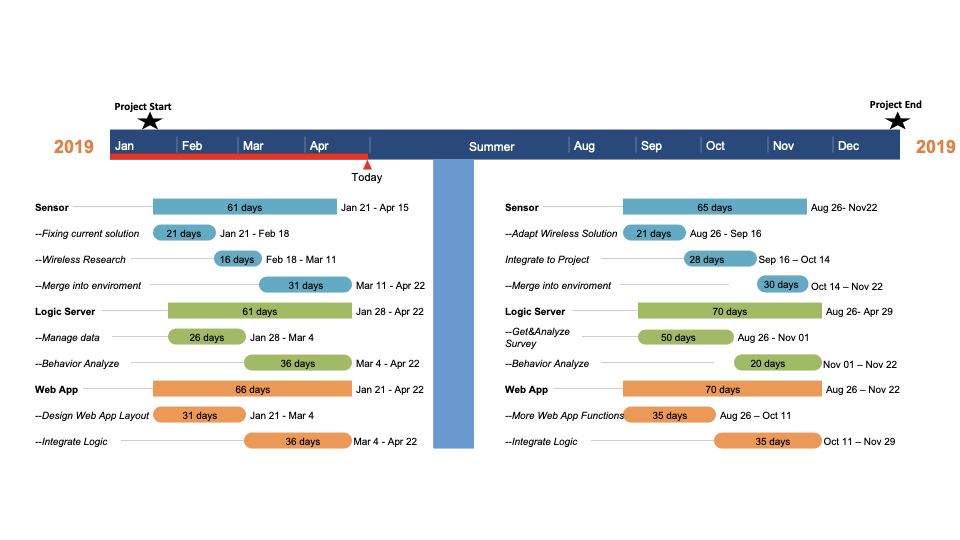 Project Start
Project End
2019
Jan Feb Mar Apr Summer Aug Sep Oct Nov Dec
2019
Today
Sensor 61 days Jan 21 - Apr 15
--Fixing current solution 21 days Jan 21 - Feb 18
--Wireless Research 16 days Feb 18 - Mar 11
--Merge into enviroment 31 days Mar 11 - Apr 22
Logic Server 61 days Jan 28 - Apr 22
--Manage data 26 days Jan 28 - Mar 4
--Behavior Analyze 36 days Mar 4 - Apr 22
Web App 66 days Jan 21 - Apr 22
--Design Web App Layout 31 days Jan 21 - Mar 4
--Integrate Logic 36 days Mar 4 - Apr 22
Sensor 65 days Aug 26- Nov22
--Adapt Wireless Solution 21 days Aug 26 - Sep 16
Integrate to Project 28 days Sep 16 – Oct 14
--Merge into enviroment 30 days Oct 14 – Nov 22
Logic Server 70 days Aug 26- Apr 29
--Get&Analyze
Survey 50 days Aug 26 - Nov 01
--Behavior Analyze 20 days Nov 01 – Nov 22
Web App 70 days Aug 26 – Nov 22
--More Web App Functions 35 days Aug 26 – Oct 11
--Integrate Logic 35 days Oct 11 – Nov 29